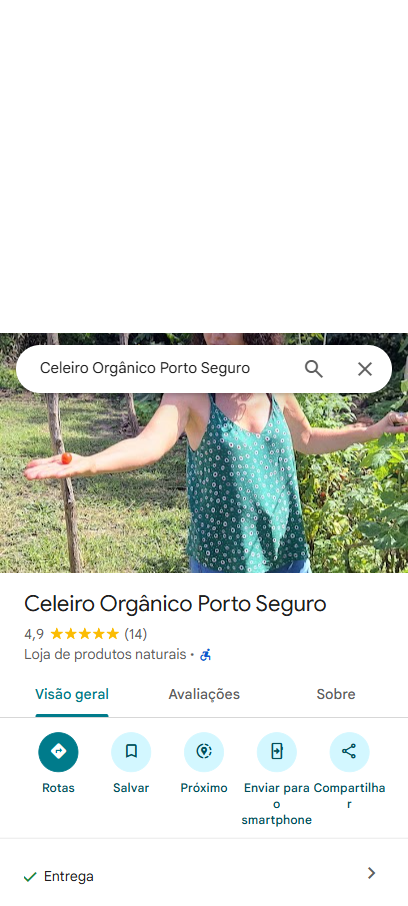 Celeiro Orgânico Porto Seguro
Celeiro Orgânico Porto Seguro
4,9 (14)
Loja de produtos naturais ·
Visão geral Avaliações Sobre
Rotas Salvar Próximo Enviar para o smartphone Compartilhar
Entrega